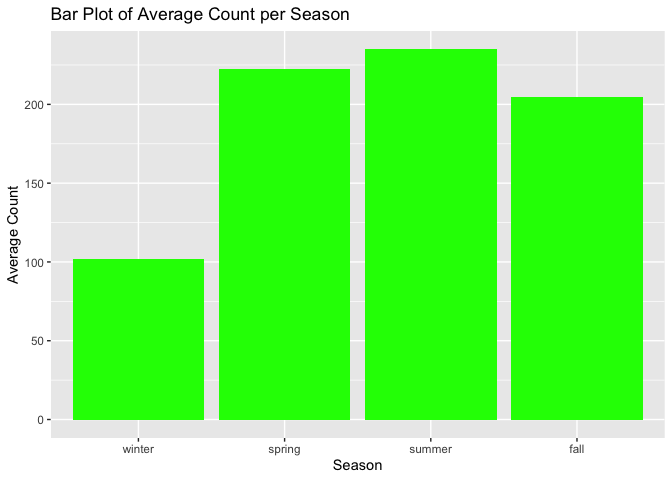 Bar Plot of Average Count per Season
Average Count
200
150
100
50
0
winter spring summer fall
Season